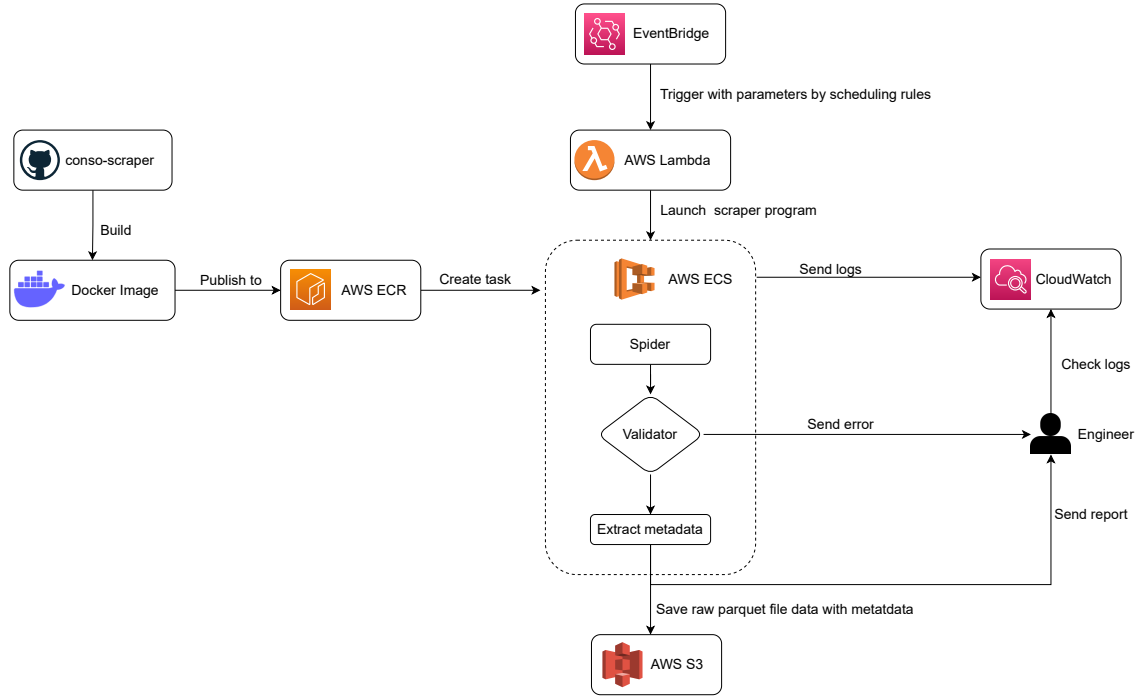 EventBridge
Trigger with parameters by scheduling rules
conso-scraper
AWS Lambda
Launch scraper program
Build
Docker Image
Publish to
AWS ECR
Create task
AWS ECS
Send logs
CloudWatch
Spider
Check logs
Validator
Send error
Engineer
Extract metadata
Send report
Save raw parquet file data with metatdata
AWS S3